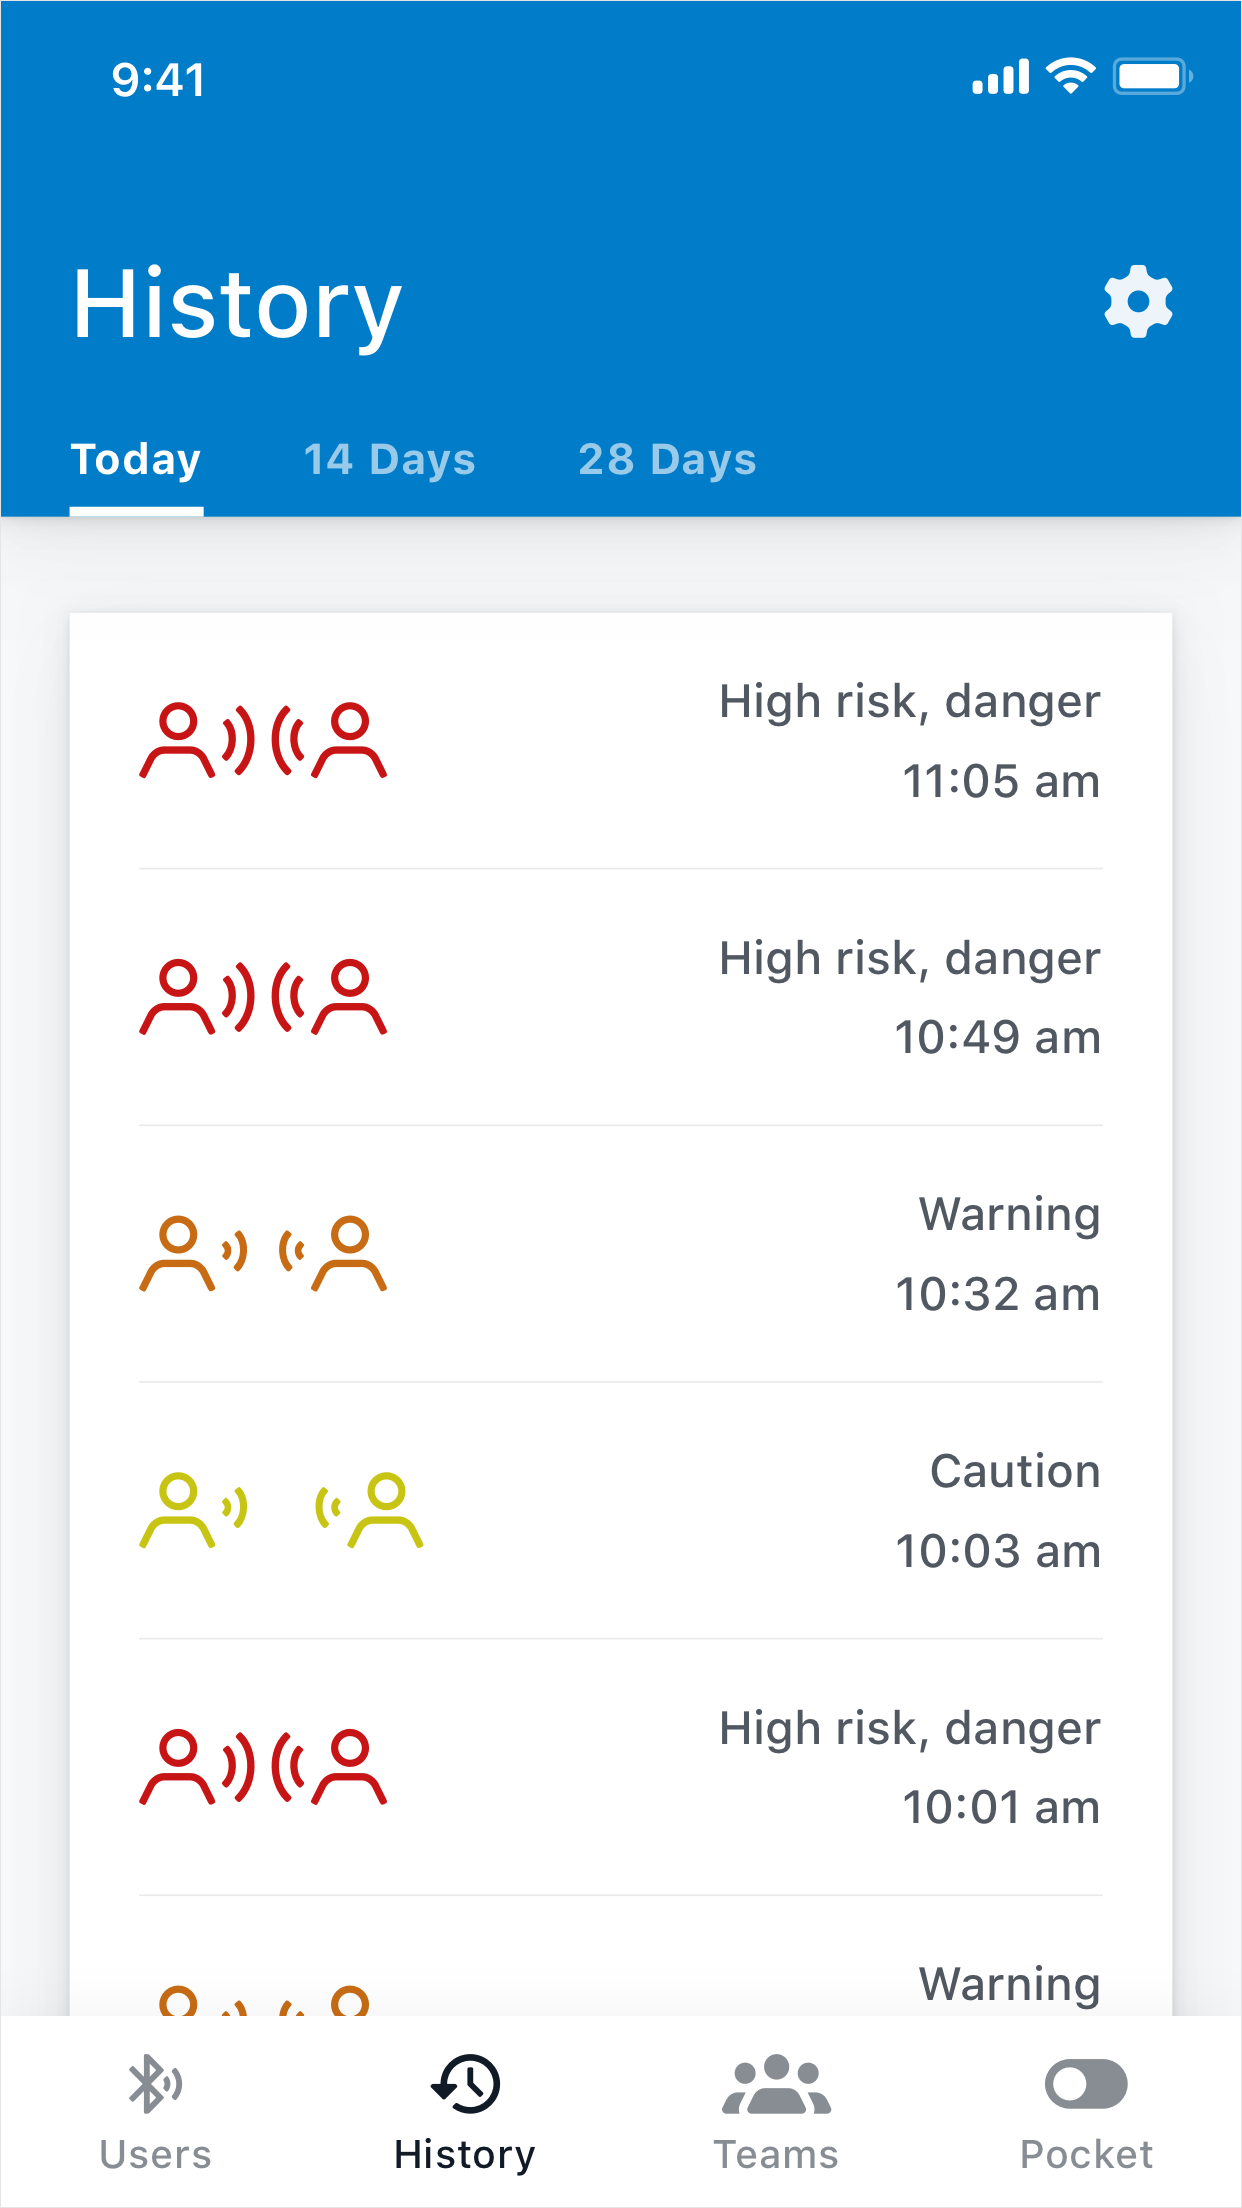 9:41
History
Today 14 Days 28 Days
High risk, danger
11:05 am
High risk, danger
10:49 am
Warning
10:32 am
Caution
10:03 am
High risk, danger
10:01 am
Warning
Users History Teams Pocket